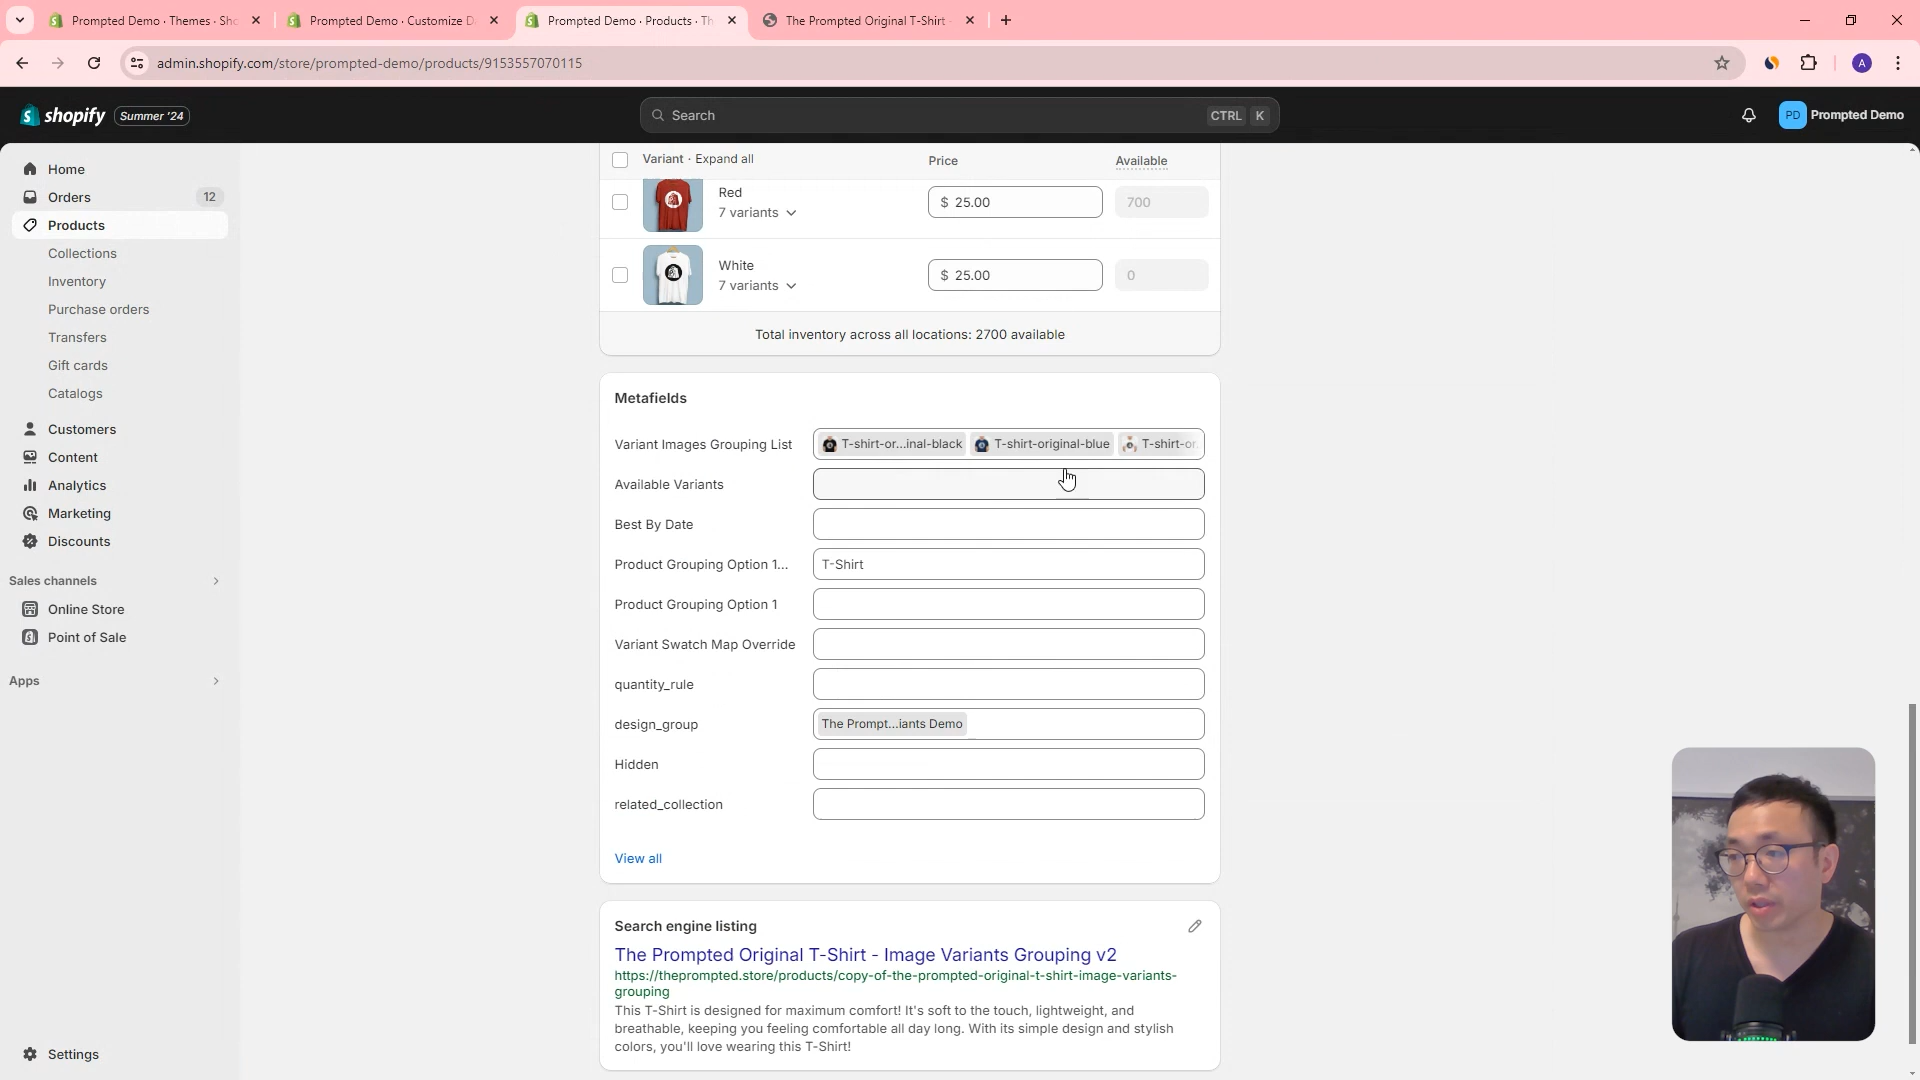 Prompted Demo · Themes · Sho
Prompted Demo · Customize D
Prompted Demo · Products · Th
The Prompted Original T-Shirt -
admin.shopify.com/store/prompted-demo/products/9153557070115
A
shopify
Summer '24
Search
CTRL K
PD
Prompted Demo
Home
Orders
12
Products
Collections
Inventory
Purchase orders
Transfers
Gift cards
Catalogs
Customers
Content
Analytics
Marketing
Discounts
Sales channels
Online Store
Point of Sale
Apps
Settings
Variant · Expand all
Price
Available
Red
7 variants
$ 25.00
700
White
7 variants
$ 25.00
0
Total inventory across all locations: 2700 available
Metafields
Variant Images Grouping List
T-shirt-or...inal-black
T-shirt-original-blue
T-shirt-or
Available Variants
Best By Date
Product Grouping Option 1...
T-Shirt
Product Grouping Option 1
Variant Swatch Map Override
quantity_rule
design_group
The Prompt...iants Demo
Hidden
related_collection
View all
Search engine listing
The Prompted Original T-Shirt - Image Variants Grouping v2
https://theprompted.store/products/copy-of-the-prompted-original-t-shirt-image-variants-
grouping
This T-Shirt is designed for maximum comfort! It's soft to the touch, lightweight, and
breathable, keeping you feeling comfortable all day long. With its simple design and stylish
colors, you'll love wearing this T-Shirt!